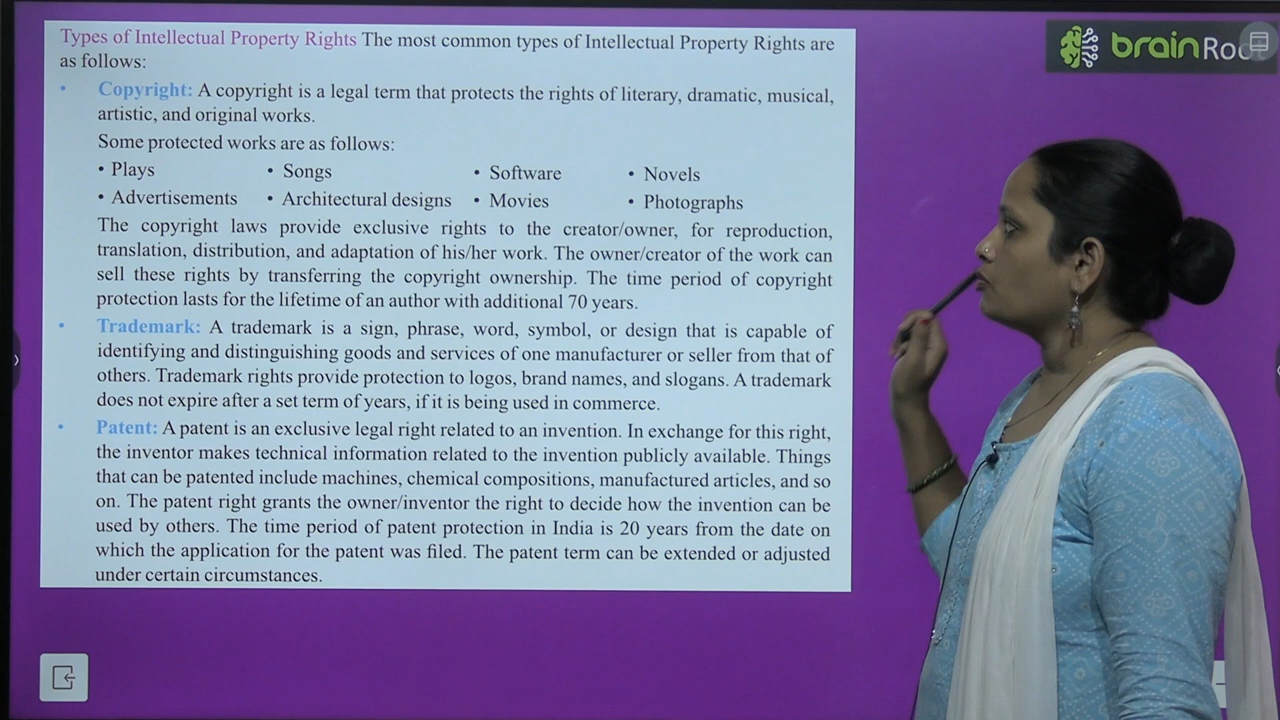 Types of Intellectual Property Rights The most common types of Intellectual Property Rights are
as follows:
• Copyright: A copyright is a legal term that protects the rights of literary, dramatic, musical,
artistic, and original works.
Some protected works are as follows:
• Plays • Songs • Software • Novels
• Advertisements • Architectural designs • Movies • Photographs
The copyright laws provide exclusive rights to the creator/owner, for reproduction,
translation, distribution, and adaptation of his/her work. The owner/creator of the work can
sell these rights by transferring the copyright ownership. The time period of copyright
protection lasts for the lifetime of an author with additional 70 years.
• Trademark: A trademark is a sign, phrase, word, symbol, or design that is capable of
identifying and distinguishing goods and services of one manufacturer or seller from that of
others. Trademark rights provide protection to logos, brand names, and slogans. A trademark
does not expire after a set term of years, if it is being used in commerce.
• Patent: A patent is an exclusive legal right related to an invention. In exchange for this right,
the inventor makes technical information related to the invention publicly available. Things
that can be patented include machines, chemical compositions, manufactured articles, and so
on. The patent right grants the owner/inventor the right to decide how the invention can be
used by others. The time period of patent protection in India is 20 years from the date on
which the application for the patent was filed. The patent term can be extended or adjusted
under certain circumstances.
brain